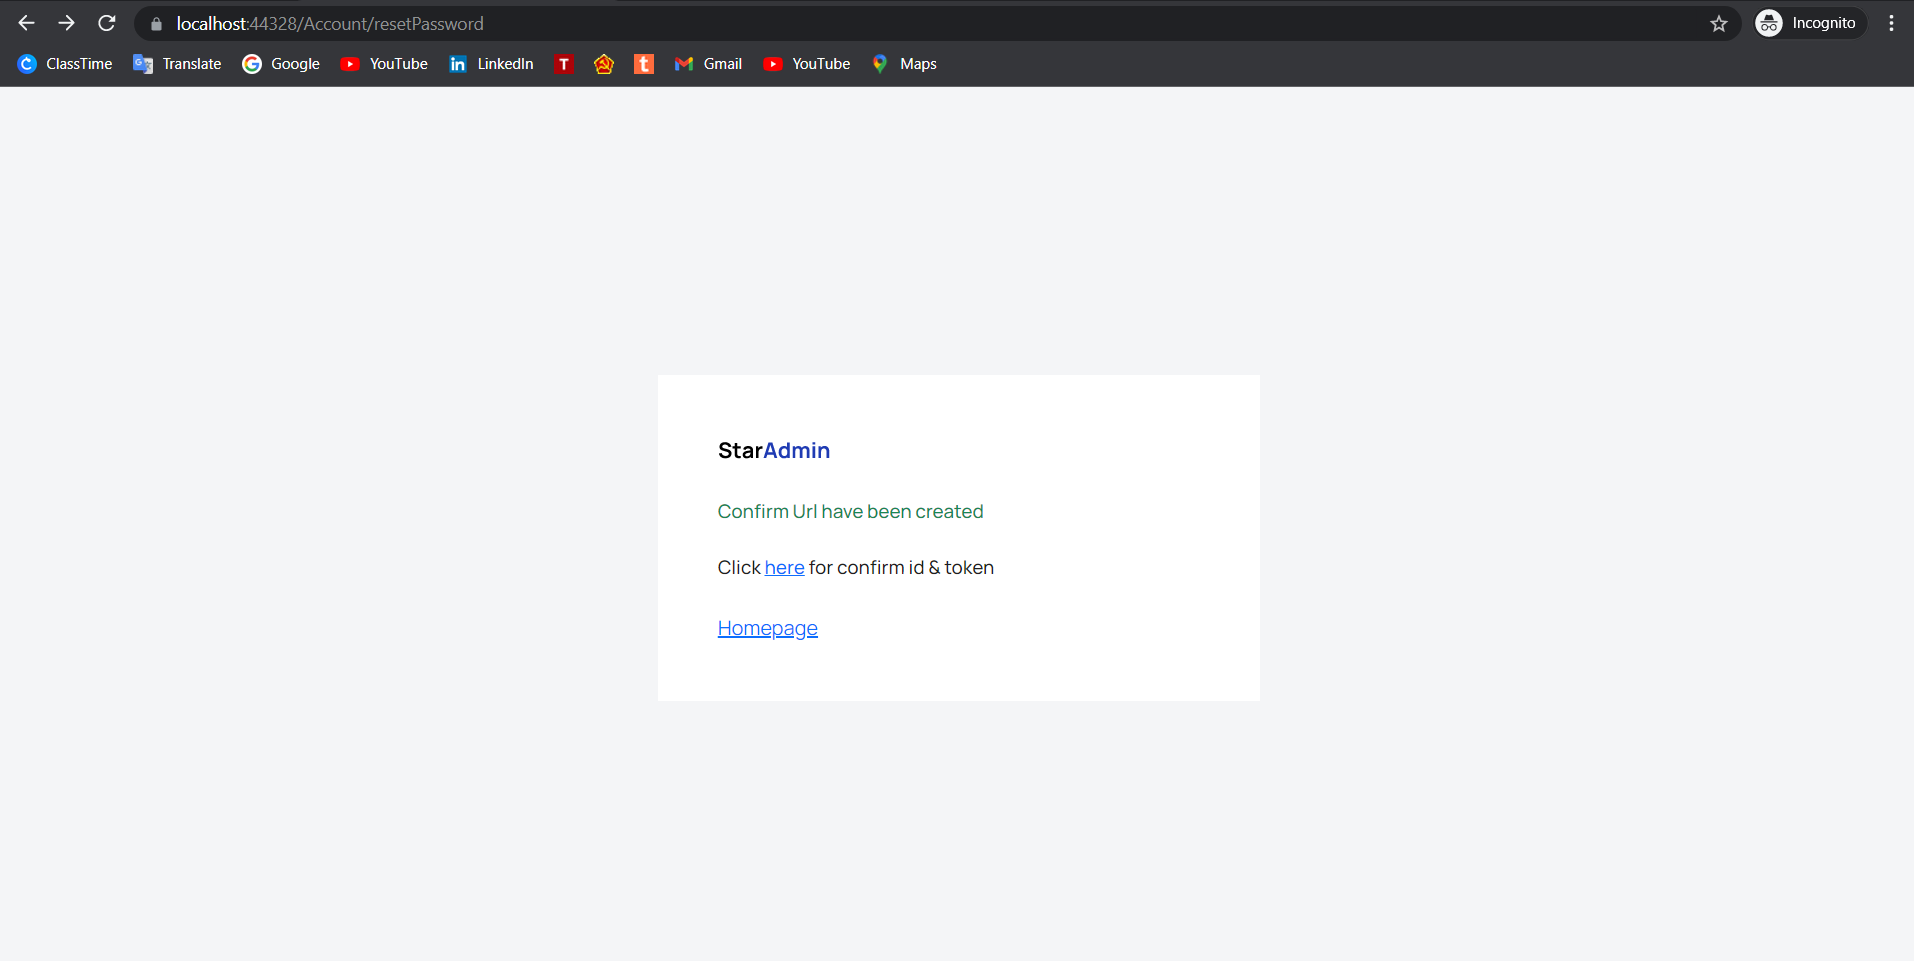 localhost:44328/Account/resetPassword
Incognito
ClassTime Translate Google YouTube LinkedIn T t Gmail YouTube Maps
StarAdmin
Confirm Url have been created
Click here for confirm id & token
Homepage